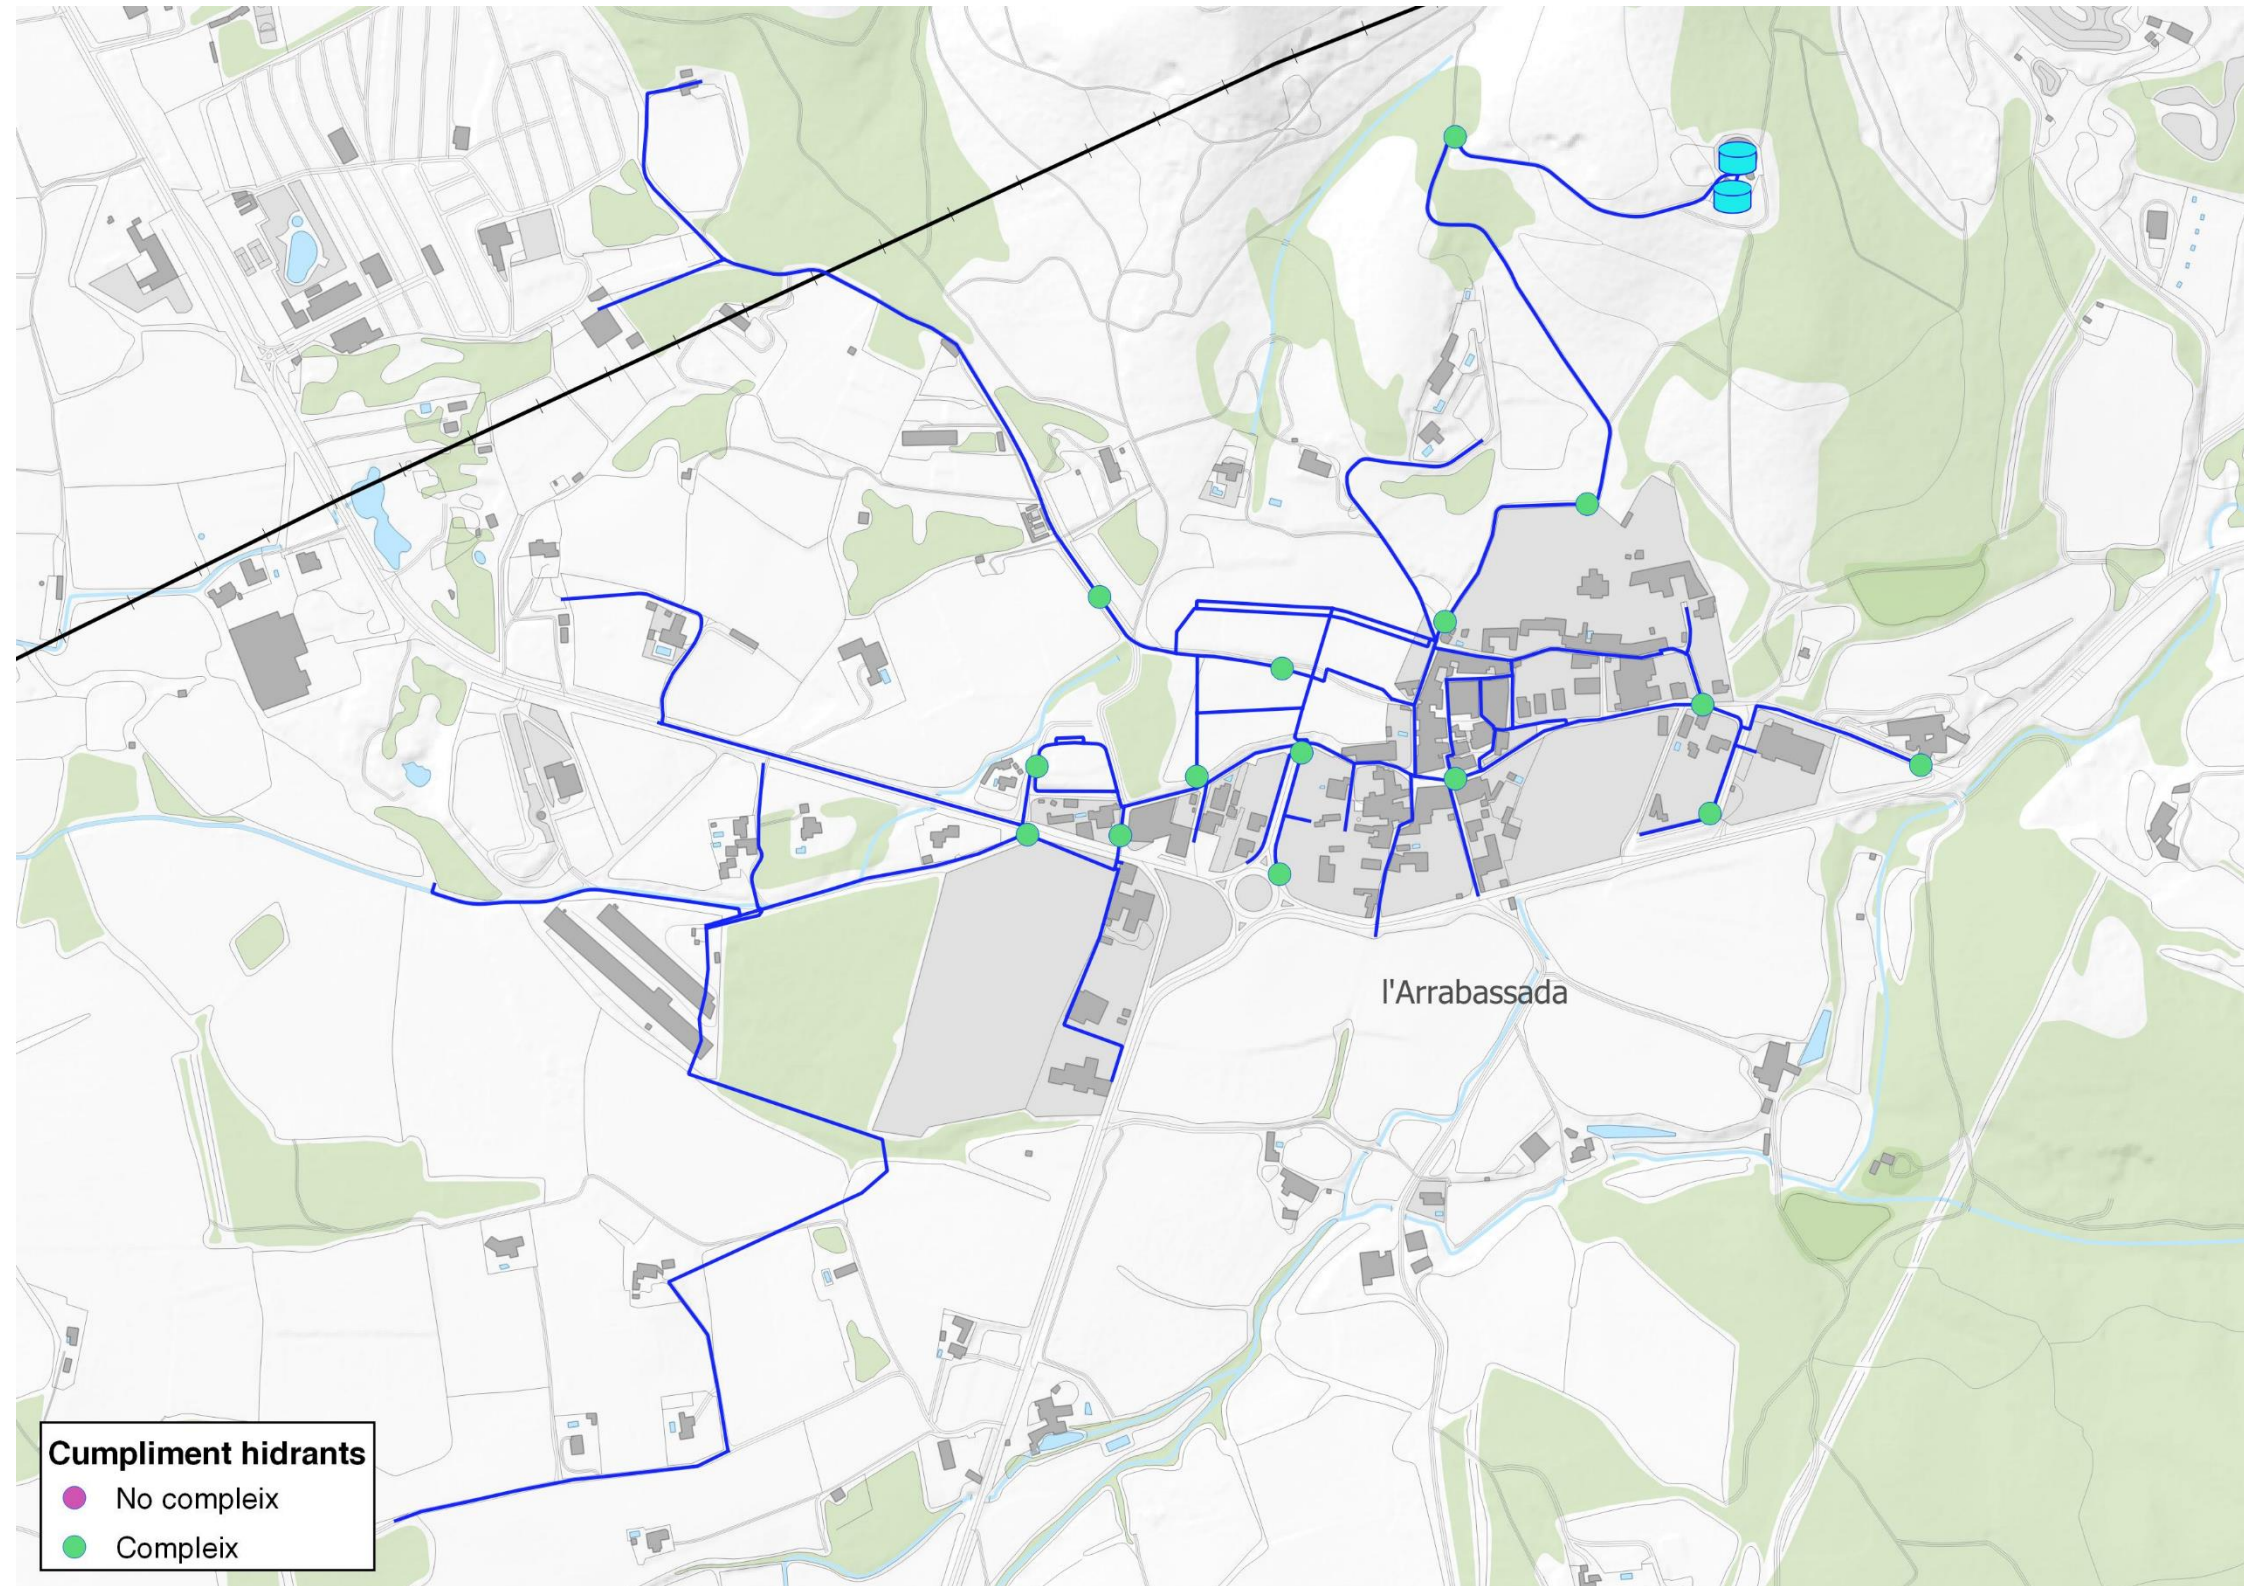 l'Arrabassada
Cumpliment hidrants
No compleix
Compleix